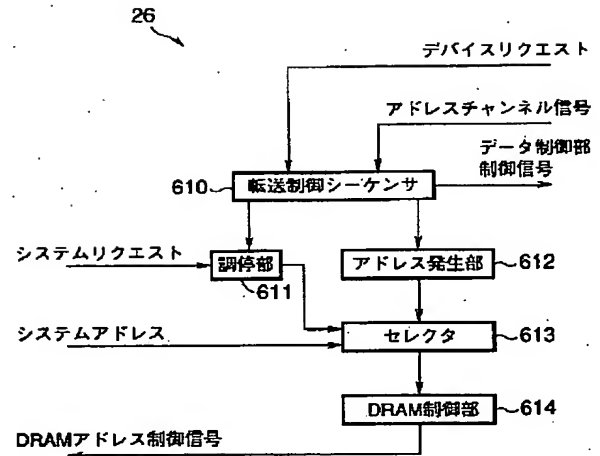 26
デバイスリクエスト
アドレスチャンネル信号
データ制御部
制御信号
610
転送制御シーケンサ
システムリクエスト
調停部
611
アドレス発生部
612
システムアドレス
セレクタ
613
DRAM制御部
614
DRAMアドレス制御信号